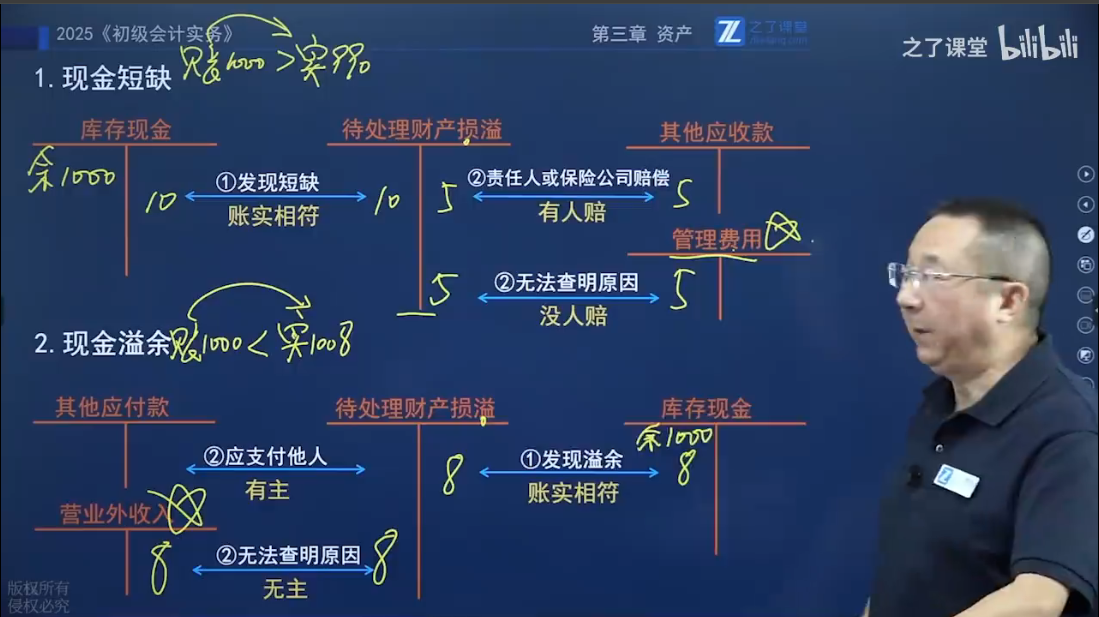 2025《初级会计实务》
第三章 资产
之了课堂
之了课堂 bilibili
1. 现金短缺
账1000 > 实990
库存现金
待处理财产损溢
其他应收款
余1000
10
①发现短缺
账实相符
10
5
②责任人或保险公司赔偿
有人赔
5
管理费用
5
②无法查明原因
没人赔
5
2. 现金溢余
账1000 < 实1008
其他应付款
待处理财产损溢
库存现金
余1000
②应支付他人
有主
8
①发现溢余
账实相符
8
营业外收入
8
②无法查明原因
无主
8
版权所有
侵权必究